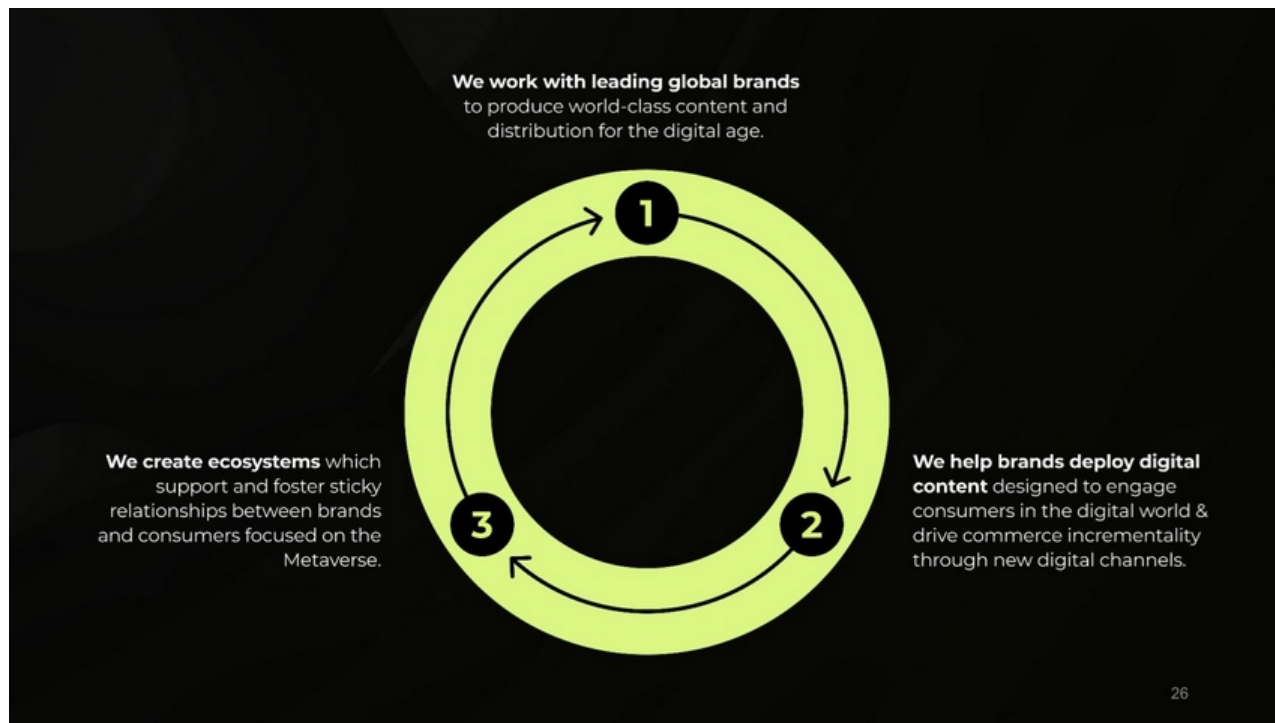 We work with leading global brands
to produce world-class content and
distribution for the digital age.
1
2
3
We help brands deploy digital
content designed to engage
consumers in the digital world &
drive commerce incrementality
through new digital channels.
We create ecosystems which
support and foster sticky
relationships between brands
and consumers focused on the
Metaverse.
26